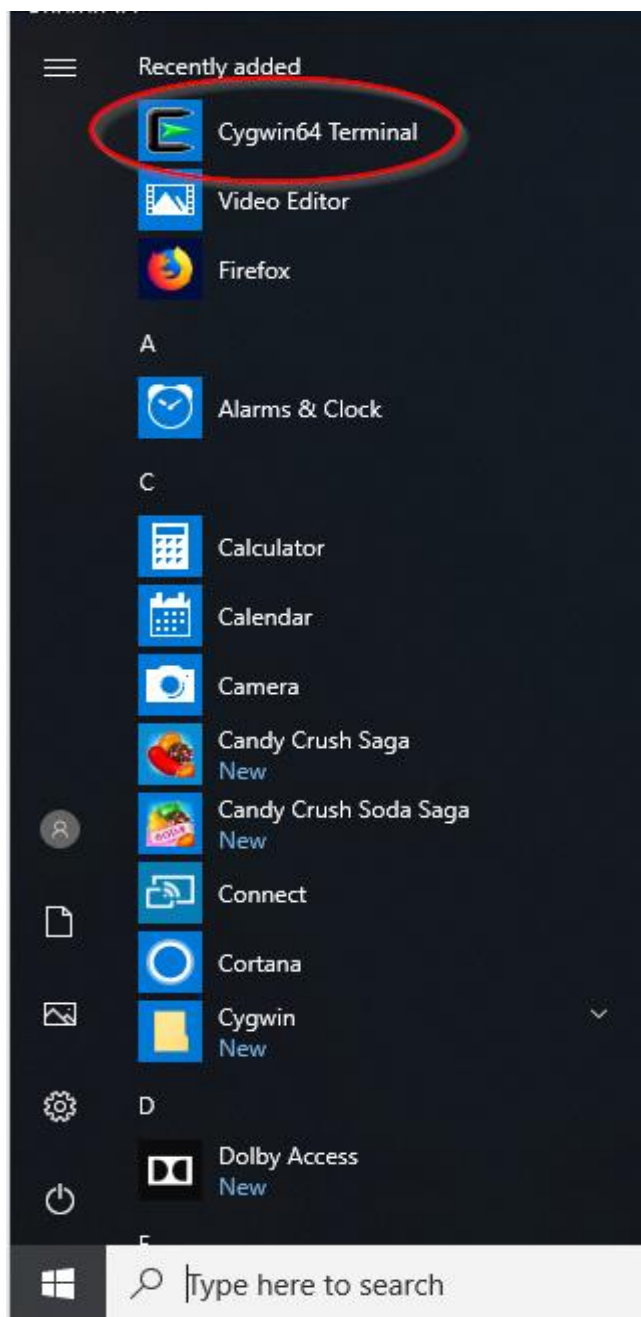 Recently added
Cygwin64 Terminal
Video Editor
Firefox
A
Alarms & Clock
C
Calculator
Calendar
Camera
Candy Crush Saga
New
Candy Crush Soda Saga
New
Connect
Cortana
Cygwin
New
D
Dolby Access
New
Type here to search